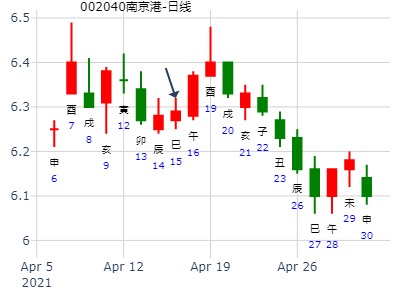 002040南京港-日线
6.5
6.4
6.3
6.2
6.1
6
申
6
酉
7
戌
8
亥
9
寅
12
卯
13
辰
14
巳
15
午
16
酉
19
戌
20
亥
21
子
22
丑
23
辰
26
巳
27
午
28
未
29
申
30
Apr 5
2021
Apr 12
Apr 19
Apr 26